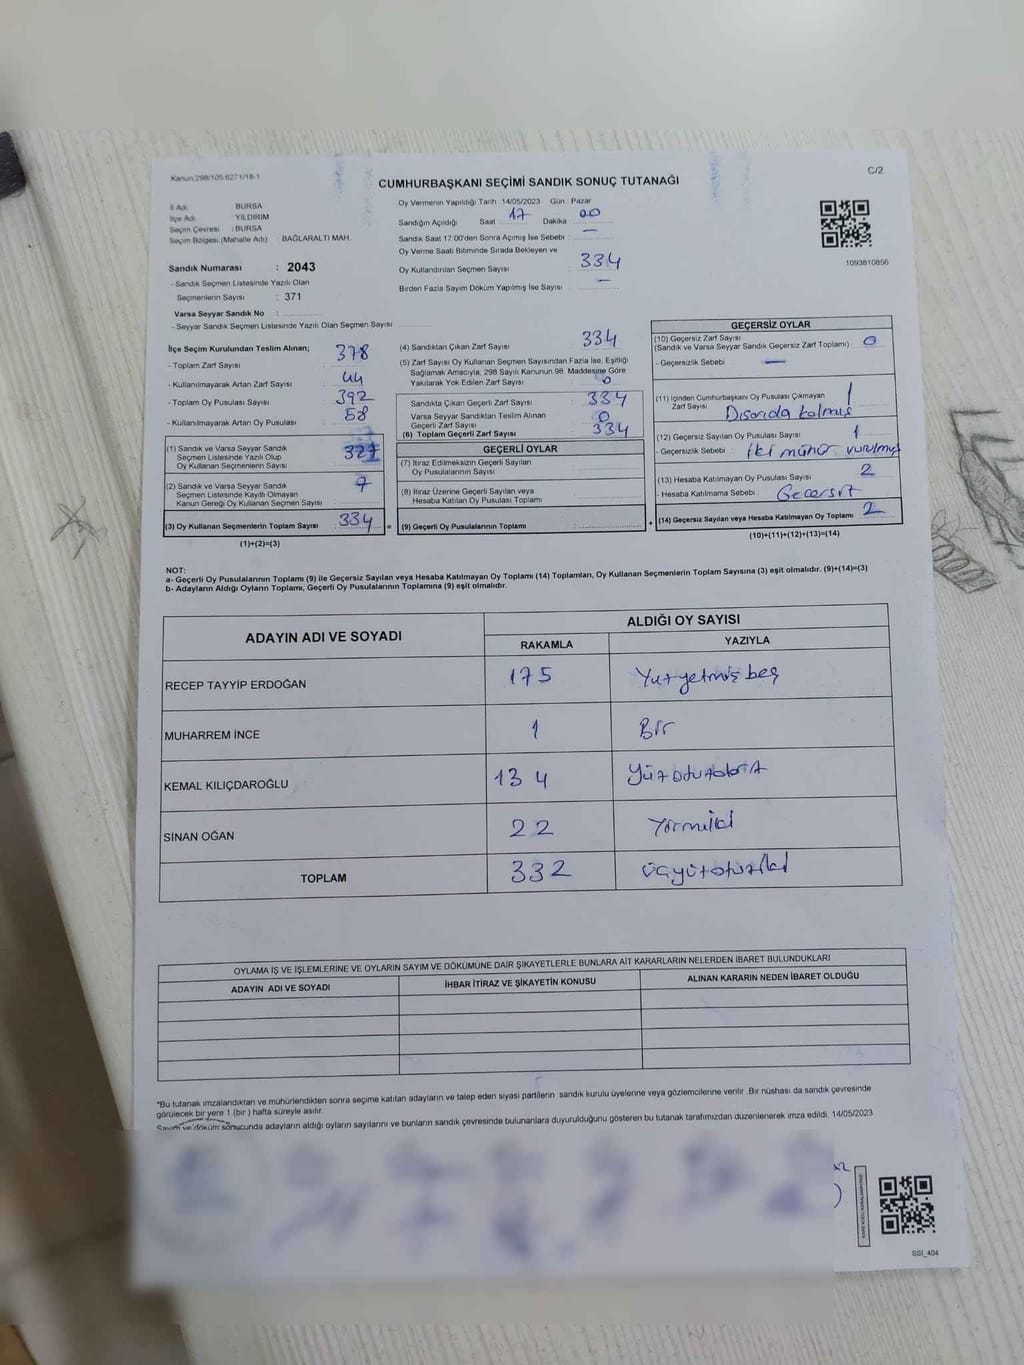 Kanun:298/105;6271/18-1
C/2
CUMHURBAŞKANI SEÇİMİ SANDIK SONUÇ TUTANAĞI
İl Adı : BURSA
İlçe Adı : YILDIRIM
Seçim Çevresi : BURSA
Seçim Bölgesi (Mahalle Adı) : BAĞLARALTI MAH.
Sandık Numarası : 2043
- Sandık Seçmen Listesinde Yazılı Olan
Seçmenlerin Sayısı : 371
Varsa Seyyar Sandık No :
- Seyyar Sandık Seçmen Listesinde Yazılı Olan Seçmen Sayısı
Oy Vermenin Yapıldığı Tarih 14/05/2023 Gün : Pazar
Sandığın Açıldığı Saat : 17 Dakika : 00
Sandık Saat 17:00'den Sonra Açımış İse Sebebi : —
Oy Verme Saati Bitiminde Sırada Bekleyen ve
Oy Kullandırılan Seçmen Sayısı : 334
Birden Fazla Sayım Döküm Yapılmış İse Sayısı : —
1093810856
İlçe Seçim Kurulundan Teslim Alınan;
- Toplam Zarf Sayısı : 378
- Kullanılmayarak Artan Zarf Sayısı : 44
- Toplam Oy Pusulası Sayısı : 392
- Kullanılmayarak Artan Oy Pusulası : 58
(1) Sandık ve Varsa Seyyar Sandık
Seçmen Listesinde Yazılı Olup
Oy Kullanan Seçmenlerin Sayısı : 327
(2) Sandık ve Varsa Seyyar Sandık
Seçmen Listesinde Kayıtlı Olmayan
Kanun Gereği Oy Kullanan Seçmen Sayısı : 7
(3) Oy Kullanan Seçmenlerin Toplam Sayısı : 334
(1)+(2)=(3)
(4) Sandıktan Çıkan Zarf Sayısı : 334
(5) Zarf Sayısı Oy Kullanan Seçmen Sayısından Fazla İse, Eşitliği
Sağlamak Amacıyla; 298 Sayılı Kanunun 98. Maddesine Göre
Yakılarak Yok Edilen Zarf Sayısı : 0
Sandıkta Çıkan Geçerli Zarf Sayısı : 334
Varsa Seyyar Sandıktan Teslim Alınan
Geçerli Zarf Sayısı : 0
(6) Toplam Geçerli Zarf Sayısı : 334
GEÇERLİ OYLAR
(7) İtiraz Edilmeksizin Geçerli Sayılan
Oy Pusulalarının Sayısı :
(8) İtiraz Üzerine Geçerli Sayılan veya
Hesaba Katılan Oy Pusulası Toplamı :
= (9) Geçerli Oy Pusulalarının Toplamı :
GEÇERSİZ OYLAR
(10) Geçersiz Zarf Sayısı
(Sandık ve Varsa Seyyar Sandık Geçersiz Zarf Toplamı) : 0
- Geçersizlik Sebebi : —
(11) İçinden Cumhurbaşkanı Oy Pusulası Çıkmayan
Zarf Sayısı : 1
Dısarıda kalmıs
(12) Geçersiz Sayılan Oy Pusulası Sayısı : 1
- Geçersizlik Sebebi : iki mühür vurulmuş
(13) Hesaba Katılmayan Oy Pusulası Sayısı : 2
- Hesaba Katılmama Sebebi : Gecersiz
+ (14) Geçersiz Sayılan veya Hesaba Katılmayan Oy Toplamı : 2
(10)+(11)+(12)+(13)=(14)
NOT:
a- Geçerli Oy Pusulalarının Toplamı (9) ile Geçersiz Sayılan veya Hesaba Katılmayan Oy Toplamı (14) Toplamları, Oy Kullanan Seçmenlerin Toplam Sayısına (3) eşit olmalıdır. (9)+(14)=(3)
b- Adayların Aldığı Oyların Toplamı, Geçerli Oy Pusulalarının Toplamına (9) eşit olmalıdır.
ADAYIN ADI VE SOYADI
ALDIĞI OY SAYISI
RAKAMLA YAZIYLA
RECEP TAYYİP ERDOĞAN 175 Yüzyetmiş beş
MUHARREM İNCE 1 Bir
KEMAL KILIÇDAROĞLU 134 Yüzotuzdört
SİNAN OĞAN 22 Yirmiiki
TOPLAM 332 üçyüzotuziki
OYLAMA İŞ VE İŞLEMLERİNE VE OYLARIN SAYIM VE DÖKÜMÜNE DAİR ŞİKAYETLERLE BUNLARA AİT KARARLARIN NELERDEN İBARET BULUNDUKLARI
ADAYIN ADI VE SOYADI İHBAR İTİRAZ VE ŞİKAYETİN KONUSU ALINAN KARARIN NEDEN İBARET OLDUĞU
*Bu tutanak imzalandıktan ve mühürlendikten sonra seçime katılan adayların ve talep eden siyasi partilerin sandık kurulu üyelerine veya gözlemcilerine verilir. Bir nüshası da sandık çevresinde
görülecek bir yere 1 (bir ) hafta süreyle asılır.
Sayım ve döküm sonucunda adayların aldığı oyların sayılarını ve bunların sandık çevresinde bulunanlara duyurulduğunu gösteren bu tutanak tarafımızdan düzenlenerek imza edildi. 14/05/2023
SSI_404